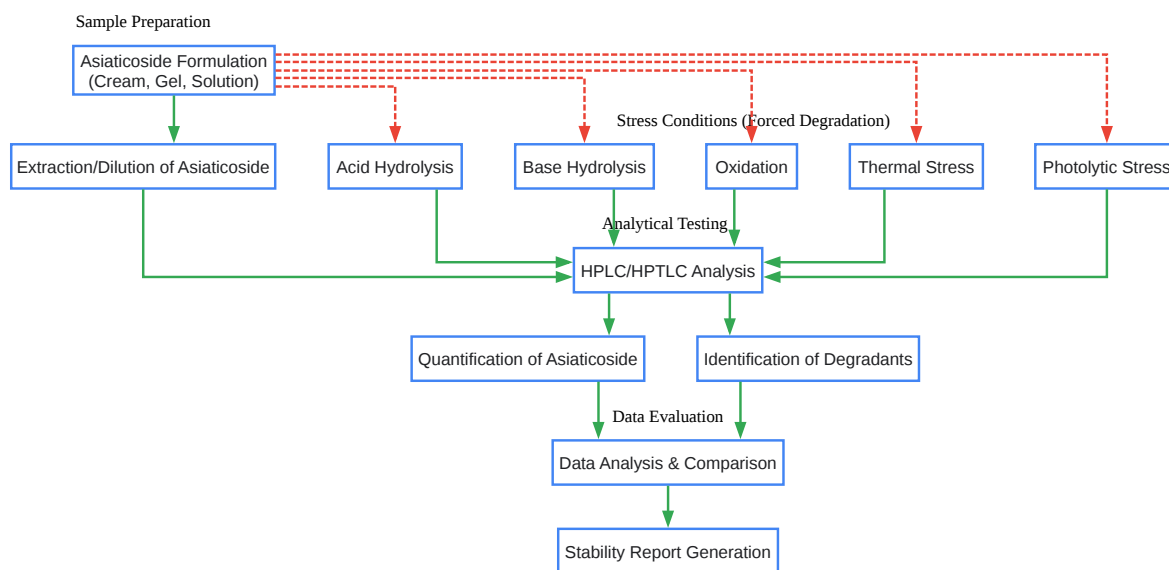 Sample Preparation
Asiaticoside Formulation
(Cream, Gel, Solution)
Stress Conditions (Forced Degradation)
Extraction/Dilution of Asiaticoside
Acid Hydrolysis
Base Hydrolysis
Oxidation
Thermal Stress
Photolytic Stress
Analytical Testing
HPLC/HPTLC Analysis
Quantification of Asiaticoside
Identification of Degradants
Data Evaluation
Data Analysis & Comparison
Stability Report Generation